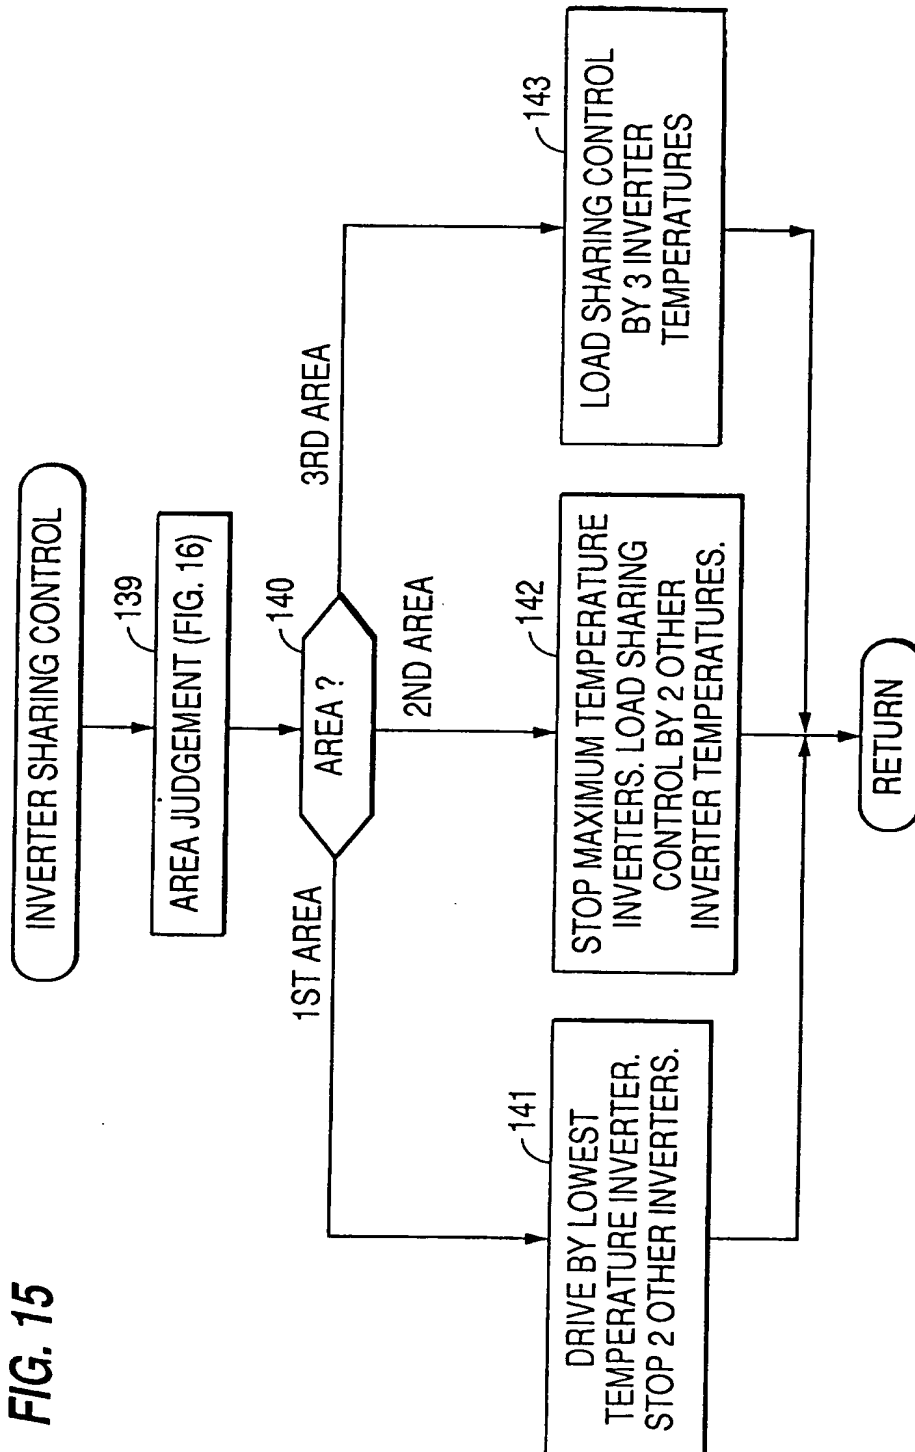 FIG. 15
INVERTER SHARING CONTROL
139
AREA JUDGEMENT (FIG. 16)
140
AREA ?
1ST AREA
2ND AREA
3RD AREA
141
DRIVE BY LOWEST
TEMPERATURE INVERTER.
STOP 2 OTHER INVERTERS.
142
STOP MAXIMUM TEMPERATURE
INVERTERS. LOAD SHARING
CONTROL BY 2 OTHER
INVERTER TEMPERATURES.
143
LOAD SHARING CONTROL
BY 3 INVERTER
TEMPERATURES
RETURN